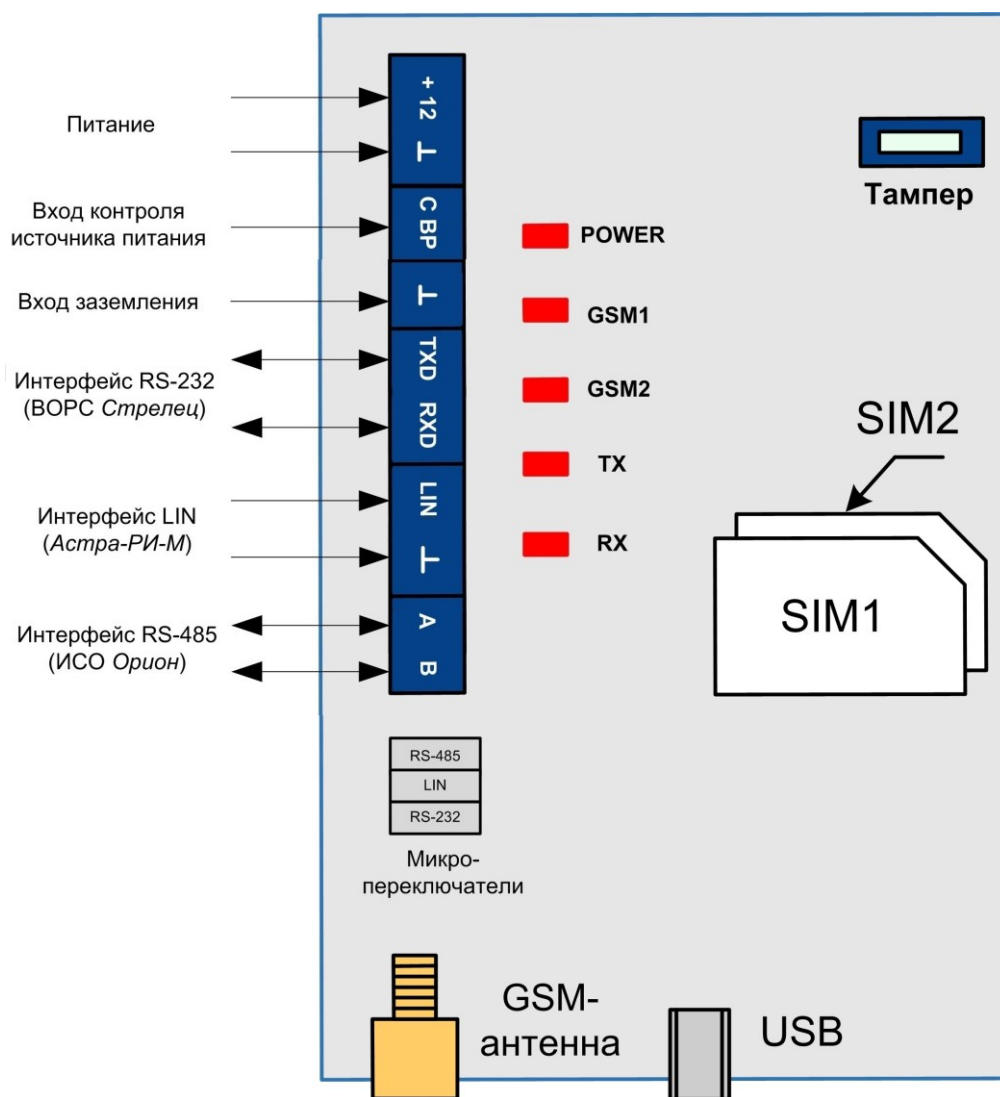 Питание
Вход контроля
источника питания
Вход заземления
Интерфейс RS-232
(ВОРС Стрелец)
Интерфейс LIN
(Астра-РИ-М)
Интерфейс RS-485
(ИСО Орион)
+ 12
⊥
С БР
⊥
TXD
RXD
LIN
⊥
A
B
POWER
GSM1
GSM2
TX
RX
Тампер
SIM2
SIM1
RS-485
LIN
RS-232
Микро-
переключатели
GSM-
антенна
USB